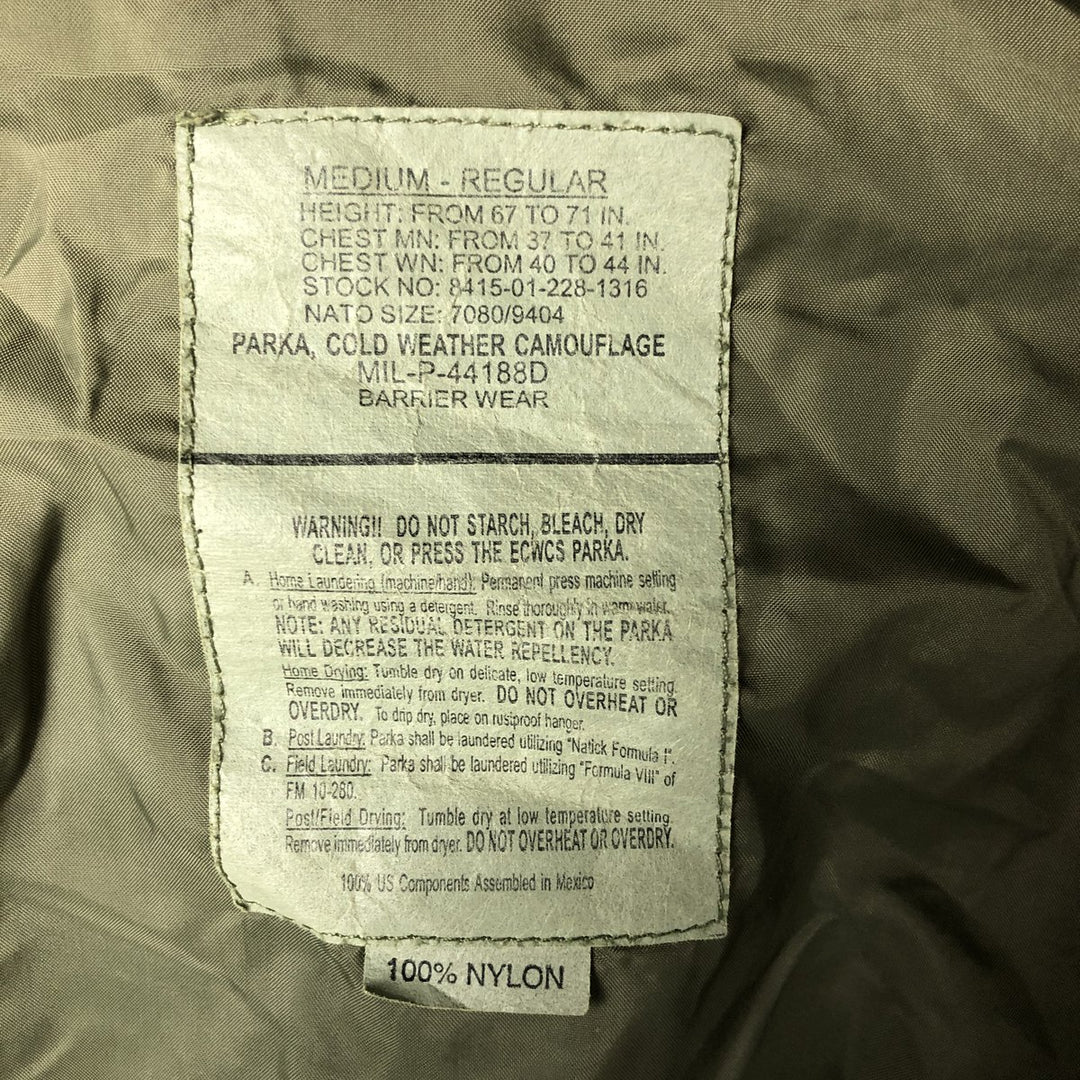 MEDIUM - REGULAR
HEIGHT: FROM 67 TO 71 IN.
CHEST MN: FROM 37 TO 41 IN.
CHEST WN: FROM 40 TO 44 IN.
STOCK NO: 8415-01-228-1316
NATO SIZE: 7080/9404
PARKA, COLD WEATHER CAMOUFLAGE
MIL-P-44188D
BARRIER WEAR
WARNING!! DO NOT STARCH, BLEACH, DRY
CLEAN, OR PRESS THE ECWCS PARKA.
A. Home Laundering (machine/hand): Permanent press machine setting
or hand washing using a detergent. Rinse thoroughly in warm water.
NOTE: ANY RESIDUAL DETERGENT ON THE PARKA
WILL DECREASE THE WATER REPELLENCY.
Home Drying: Tumble dry on delicate, low temperature setting.
Remove immediately from dryer. DO NOT OVERHEAT OR
OVERDRY. To drip dry, place on rustproof hanger.
B. Post Laundry: Parka shall be laundered utilizing "Natick Formula I".
C. Field Laundry: Parka shall be laundered utilizing "Formula VIII" of
FM 10-280.
Post/Field Drying: Tumble dry at low temperature setting.
Remove immediately from dryer. DO NOT OVERHEAT OR OVERDRY.
100% US Components Assembled in Mexico
100% NYLON